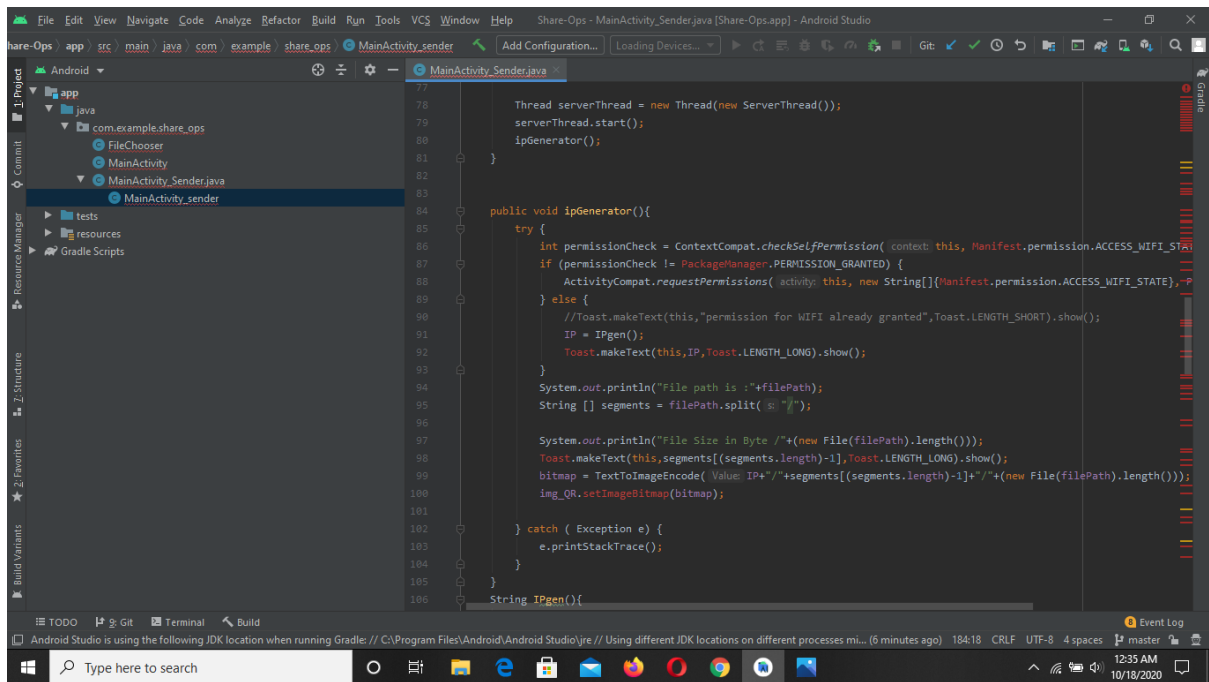 File Edit View Navigate Code Analyze Refactor Build Run Tools VCS Window Help Share-Ops - MainActivity_Sender.java [Share-Ops.app] - Android Studio
hare-Ops app src main java com example share_ops MainActivity_sender Add Configuration... Loading Devices... Git:
Android MainActivity_Sender.java
1: Project
Commit
Resource Manager
Z: Structure
2: Favorites
Build Variants
app
java
com.example.share_ops
FileChooser
MainActivity
MainActivity_Sender.java
MainActivity_sender
tests
resources
Gradle Scripts
77
78 Thread serverThread = new Thread(new ServerThread());
79 serverThread.start();
80 ipGenerator();
81 }
82
83
84 public void ipGenerator(){
85 try {
86 int permissionCheck = ContextCompat.checkSelfPermission( context: this, Manifest.permission.ACCESS_WIFI_STA
87 if (permissionCheck != PackageManager.PERMISSION_GRANTED) {
88 ActivityCompat.requestPermissions( activity: this, new String[]{Manifest.permission.ACCESS_WIFI_STATE}, P
89 } else {
90 //Toast.makeText(this,"permission for WIFI already granted",Toast.LENGTH_SHORT).show();
91 IP = IPgen();
92 Toast.makeText(this,IP,Toast.LENGTH_LONG).show();
93 }
94 System.out.println("File path is :"+filePath);
95 String [] segments = filePath.split( s: "/");
96
97 System.out.println("File Size in Byte /"+(new File(filePath).length()));
98 Toast.makeText(this,segments[(segments.length)-1],Toast.LENGTH_LONG).show();
99 bitmap = TextToImageEncode( Value: IP+"/"+segments[(segments.length)-1]+"/"+(new File(filePath).length()));
100 img_QR.setImageBitmap(bitmap);
101
102 } catch ( Exception e) {
103 e.printStackTrace();
104 }
105 }
106 String IPgen(){
Gradle
TODO 9: Git Terminal Build 8 Event Log
Android Studio is using the following JDK location when running Gradle: // C:\Program Files\Android\Android Studio\jre // Using different JDK locations on different processes mi... (6 minutes ago) 184:18 CRLF UTF-8 4 spaces master
Type here to search
12:35 AM
10/18/2020